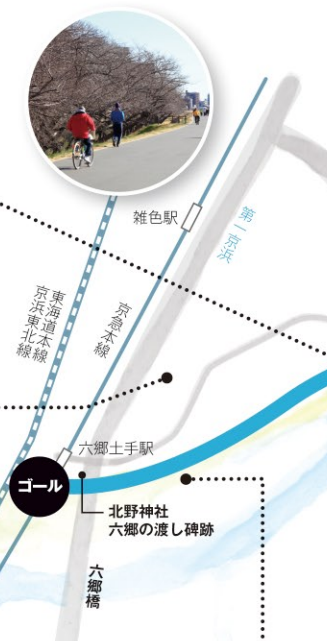 雑色駅
第一京浜
東海道本線
京浜東北線
京急本線
六郷土手駅
ゴール
北野神社
六郷の渡し碑跡
六郷橋